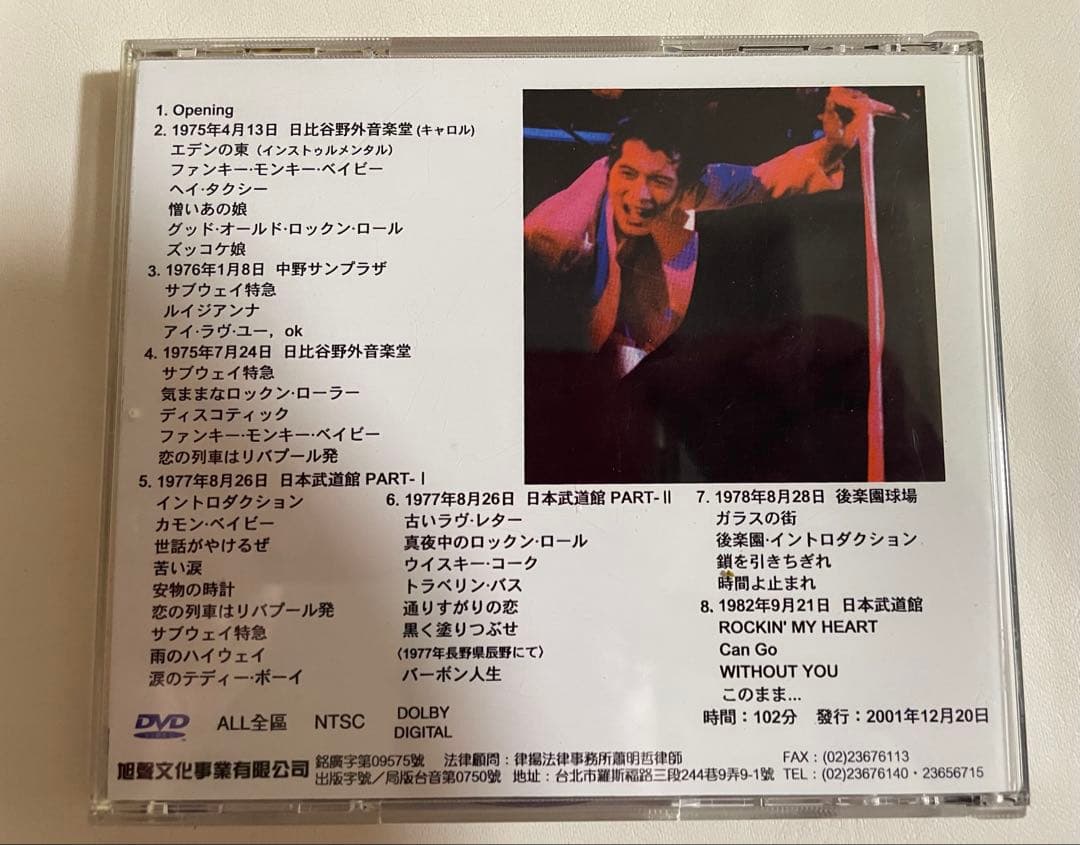 1. Opening
2. 1975年4月13日 日比谷野外音楽堂 (キャロル)
エデンの東（インストゥルメンタル）
ファンキー・モンキー・ベイビー
ヘイ・タクシー
憎いあの娘
グッド・オールド・ロックン・ロール
ズッコケ娘
3. 1976年1月8日 中野サンプラザ
サブウェイ特急
ルイジアンナ
アイ・ラヴ・ユー，ok
4. 1975年7月24日 日比谷野外音楽堂
サブウェイ特急
気ままなロックン・ローラー
ディスコティック
ファンキー・モンキー・ベイビー
恋の列車はリバプール発
5. 1977年8月26日 日本武道館 PART-Ⅰ
イントロダクション
カモン・ベイビー
世話がやけるぜ
苦い涙
安物の時計
恋の列車はリバプール発
サブウェイ特急
雨のハイウェイ
涙のテディー・ボーイ
6. 1977年8月26日 日本武道館 PART-Ⅱ
古いラヴ・レター
真夜中のロックン・ロール
ウイスキー・コーク
トラベリン・バス
通りすがりの恋
黒く塗りつぶせ
〈1977年長野県辰野にて〉
バーボン人生
7. 1978年8月28日 後楽園球場
ガラスの街
後楽園・イントロダクション
鎖を引きちぎれ
時間よ止まれ
8. 1982年9月21日 日本武道館
ROCKIN' MY HEART
Can Go
WITHOUT YOU
このまま...
時間：102分 發行：2001年12月20日
DVD
ALL全區
NTSC
DOLBY
DIGITAL
旭聲文化事業有限公司
銘廣字第09575號 法律顧問：律揚法律事務所蕭明哲律師 FAX：(02)23676113
出版字號／局版台音第0750號 地址：台北市羅斯福路三段244巷9弄9-1號 TEL：(02)23676140・23656715